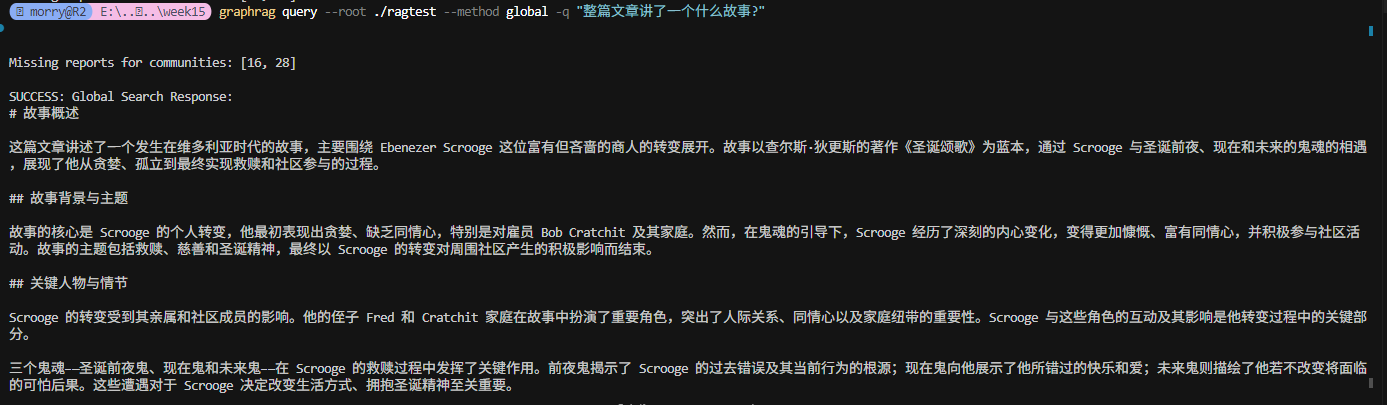 morry@R2 E:\..\..\week15 graphrag query --root ./ragtest --method global -q "整篇文章讲了一个什么故事?"
Missing reports for communities: [16, 28]
SUCCESS: Global Search Response:
# 故事概述
这篇文章讲述了一个发生在维多利亚时代的故事，主要围绕 Ebenezer Scrooge 这位富有但吝啬的商人的转变展开。故事以查尔斯·狄更斯的著作《圣诞颂歌》为蓝本，通过 Scrooge 与圣诞前夜、现在和未来的鬼魂的相遇
，展现了他从贪婪、孤立到最终实现救赎和社区参与的过程。
## 故事背景与主题
故事的核心是 Scrooge 的个人转变，他最初表现出贪婪、缺乏同情心，特别是对雇员 Bob Cratchit 及其家庭。然而，在鬼魂的引导下，Scrooge 经历了深刻的内心变化，变得更加慷慨、富有同情心，并积极参与社区活
动。故事的主题包括救赎、慈善和圣诞精神，最终以 Scrooge 的转变对周围社区产生的积极影响而结束。
## 关键人物与情节
Scrooge 的转变受到其亲属和社区成员的影响。他的侄子 Fred 和 Cratchit 家庭在故事中扮演了重要角色，突出了人际关系、同情心以及家庭纽带的重要性。Scrooge 与这些角色的互动及其影响是他转变过程中的关键部
分。
三个鬼魂——圣诞前夜鬼、现在鬼和未来鬼——在 Scrooge 的救赎过程中发挥了关键作用。前夜鬼揭示了 Scrooge 的过去错误及其当前行为的根源；现在鬼向他展示了他所错过的快乐和爱；未来鬼则描绘了他若不改变将面临
的可怕后果。这些遭遇对于 Scrooge 决定改变生活方式、拥抱圣诞精神至关重要。